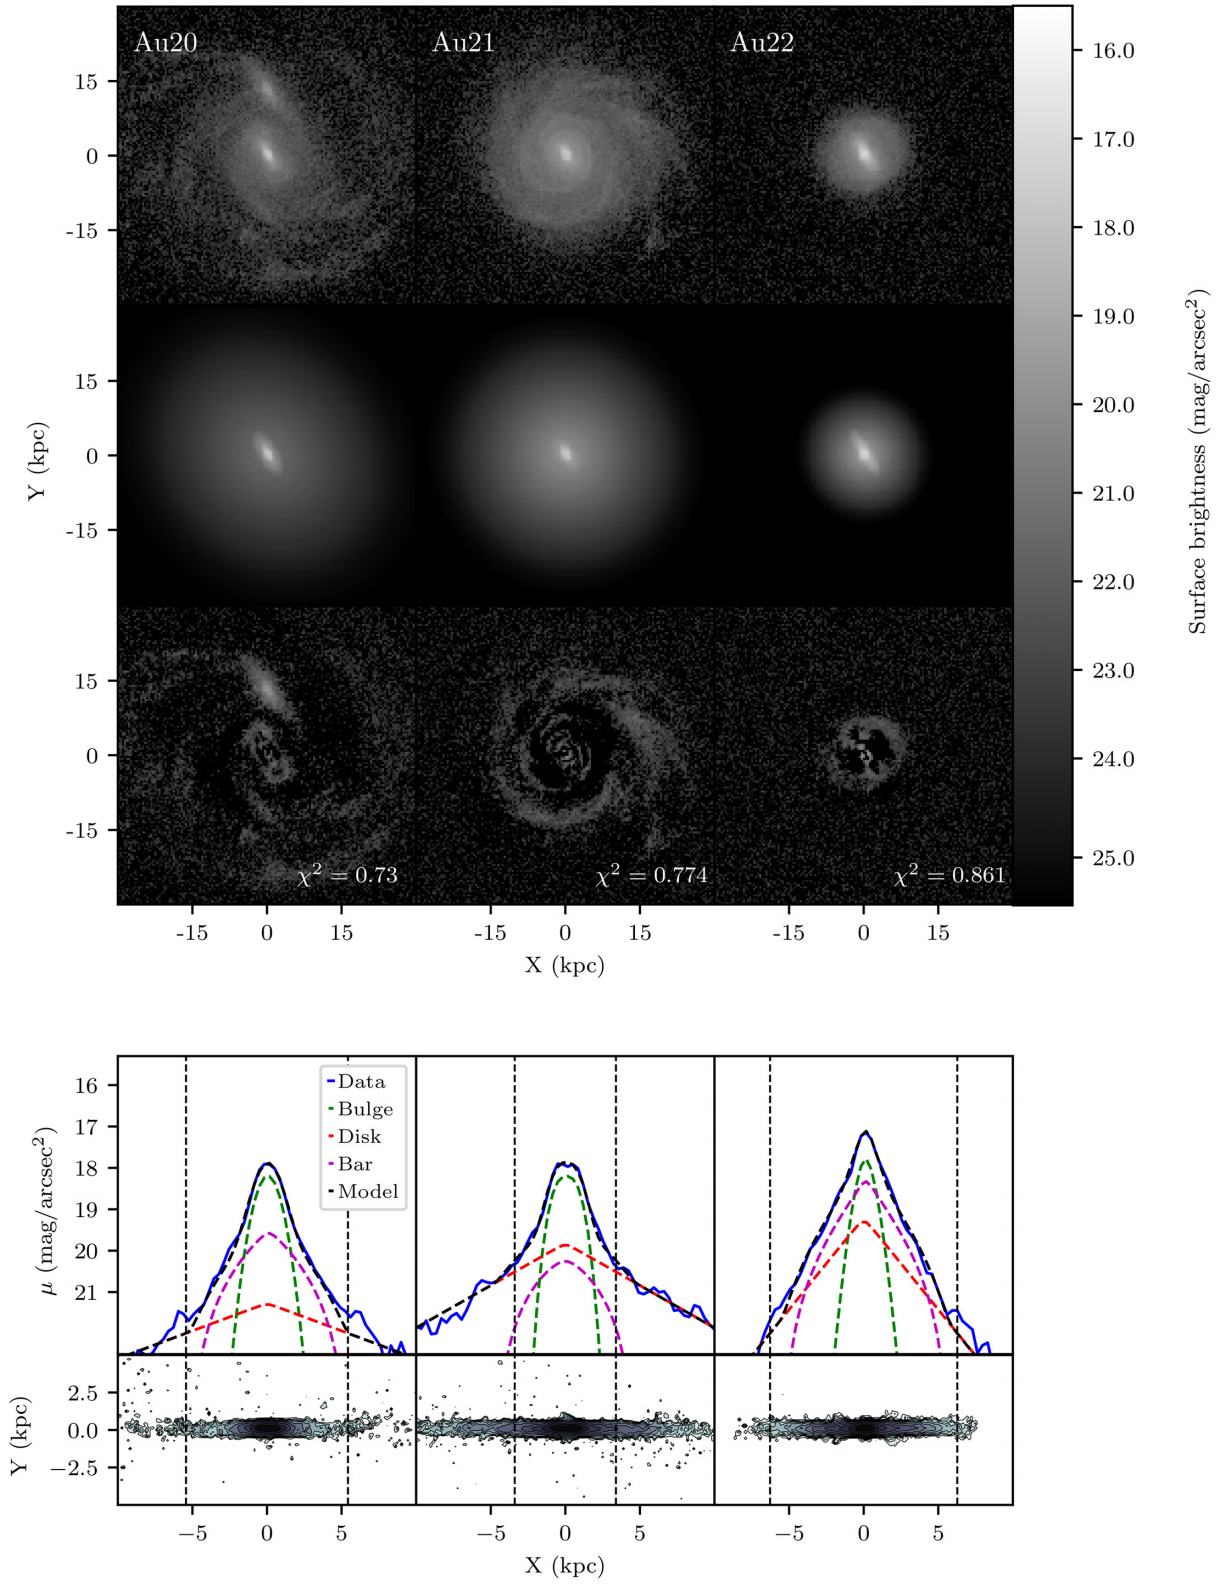 Au20 Au21 Au22
15
0
-15
15
0
-15
15
0
-15
Y (kpc)
χ² = 0.73 χ² = 0.774 χ² = 0.861
-15 0 15 -15 0 15 -15 0 15
X (kpc)
16.0
17.0
18.0
19.0
20.0
21.0
22.0
23.0
24.0
25.0
Surface brightness (mag/arcsec²)
16
17
18
19
20
21
μ (mag/arcsec²)
Data
Bulge
Disk
Bar
Model
2.5
0.0
−2.5
Y (kpc)
−5 0 5 −5 0 5 −5 0 5
X (kpc)